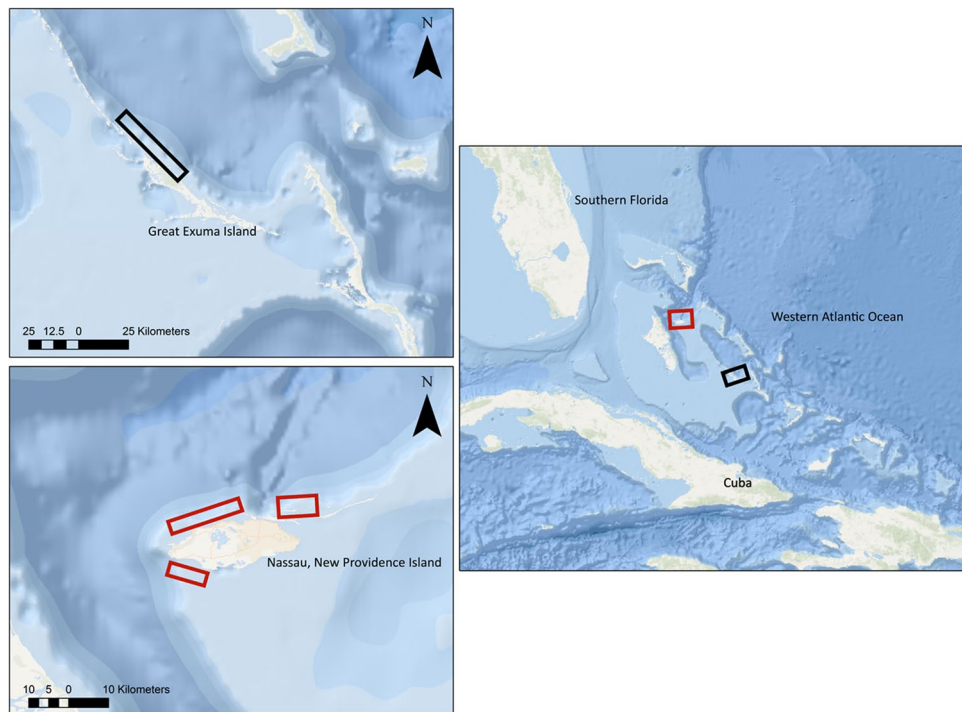 N
Great Exuma Island
25 12.5 0 25 Kilometers
N
Nassau, New Providence Island
10 5 0 10 Kilometers
Southern Florida
Western Atlantic Ocean
Cuba